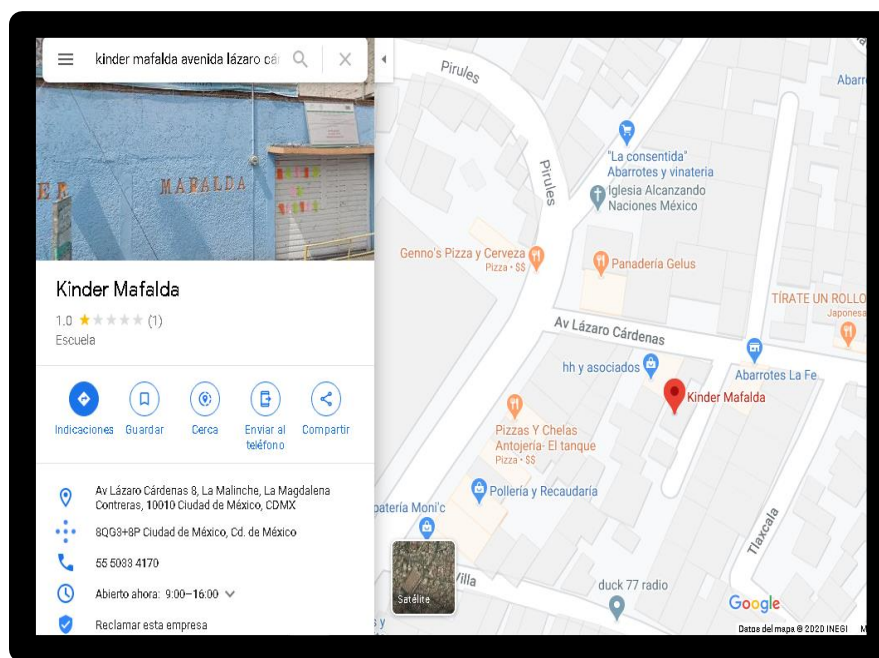 kinder mafalda avenida lázaro cá
ER MAFALDA
Kinder Mafalda
1.0 (1)
Escuela
Indicaciones
Guardar
Cerca
Enviar al
teléfono
Compartir
Av Lázaro Cárdenas 8, La Malinche, La Magdalena
Contreras, 10010 Ciudad de México, CDMX
8QG3+8P Ciudad de México, Cd. de México
55 5033 4170
Abierto ahora: 9:00–16:00
Reclamar esta empresa
Pirules
Abarr
"La consentida"
Abarrotes y vinateria
Pirules
Iglesia Alcanzando
Naciones México
Genno's Pizza y Cerveza
Pizza • $$
Panadería Gelus
TÍRATE UN ROLLO
Japonesa
Av Lázaro Cárdenas
hh y asociados
Abarrotes La Fe
Kinder Mafalda
Pizzas Y Chelas
Antojería- El tanque
Pizza • $$
Pollería y Recaudaría
patería Moni'c
Tlaxcala
Villa
duck 77 radio
Satélite
s y
Google
Datos del mapa © 2020 INEGI M